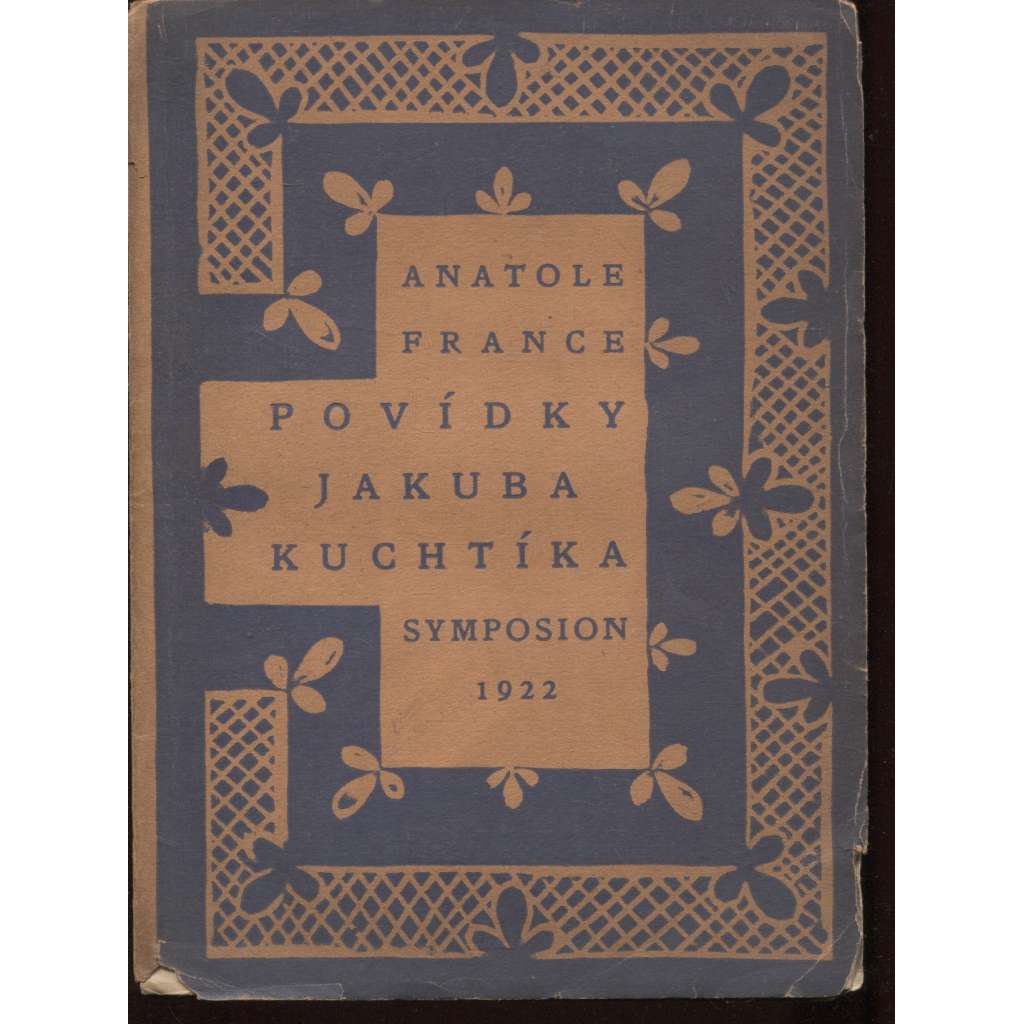 ANATOLE
FRANCE
POVÍDKY
JAKUBA
KUCHTÍKA
SYMPOSION
1922